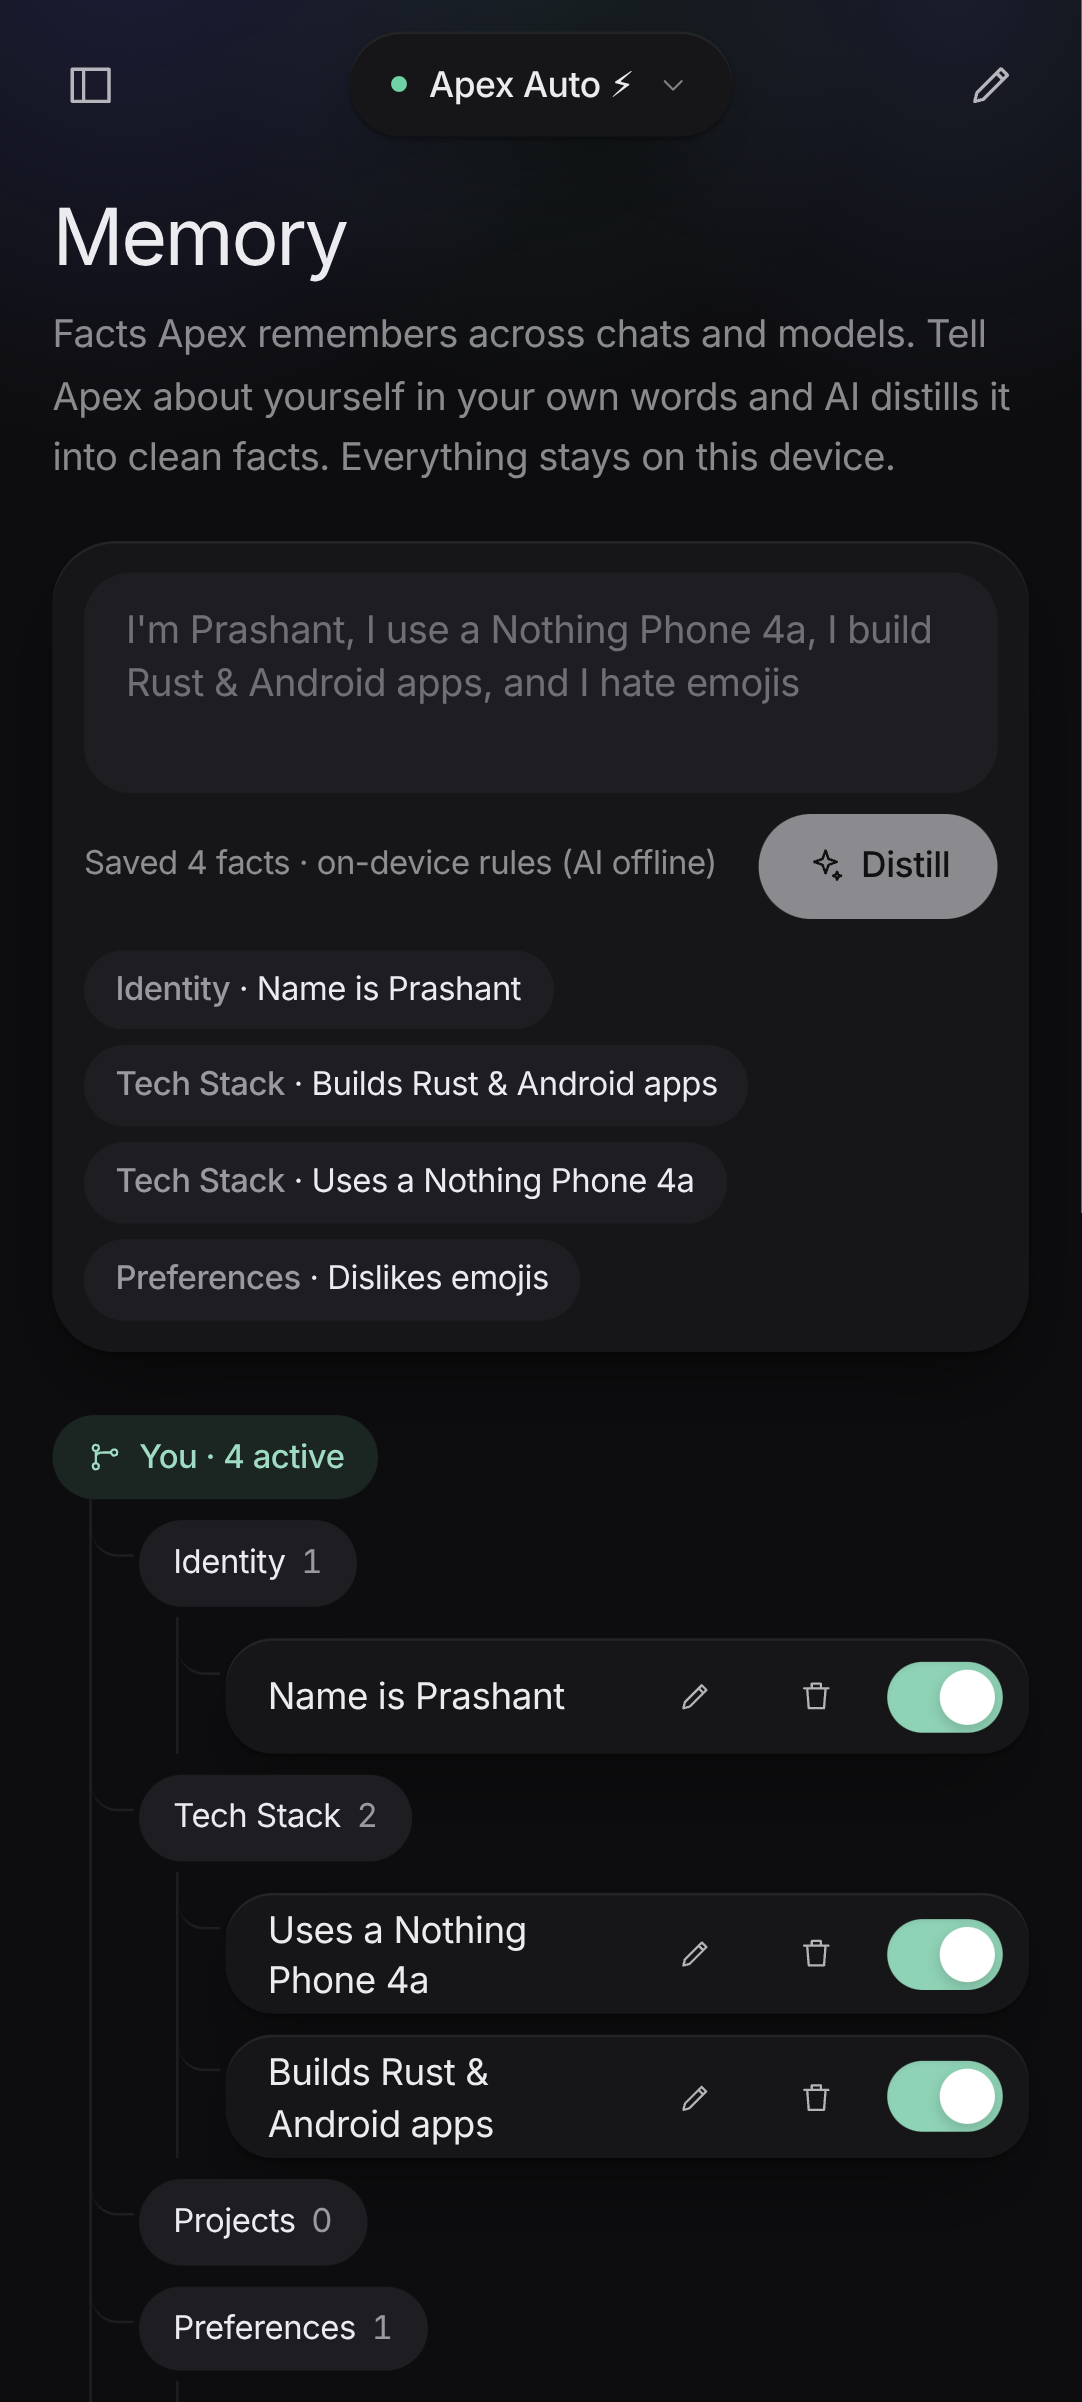 Apex Auto ⚡
Memory
Facts Apex remembers across chats and models. Tell
Apex about yourself in your own words and AI distills it
into clean facts. Everything stays on this device.
I'm Prashant, I use a Nothing Phone 4a, I build
Rust & Android apps, and I hate emojis
Saved 4 facts · on-device rules (AI offline)
Distill
Identity · Name is Prashant
Tech Stack · Builds Rust & Android apps
Tech Stack · Uses a Nothing Phone 4a
Preferences · Dislikes emojis
You · 4 active
Identity 1
Name is Prashant
Tech Stack 2
Uses a Nothing
Phone 4a
Builds Rust &
Android apps
Projects 0
Preferences 1